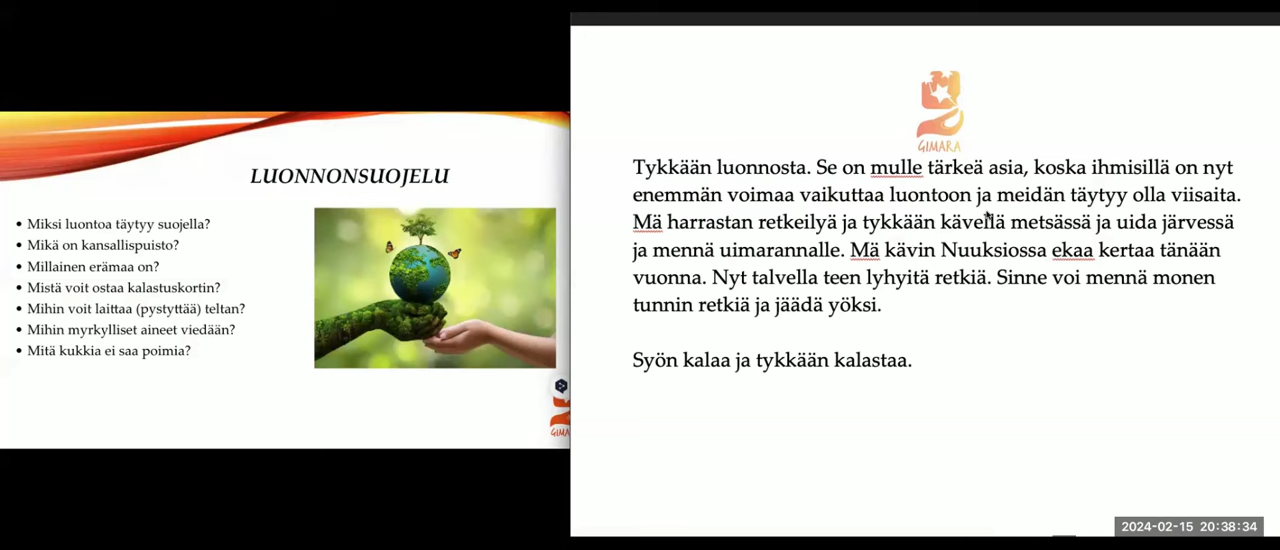 LUONNONSUOJELU
• Miksi luontoa täytyy suojella?
• Mikä on kansallispuisto?
• Millainen erämaa on?
• Mistä voit ostaa kalastuskortin?
• Mihin voit laittaa (pystyttää) teltan?
• Mihin myrkylliset aineet viedään?
• Mitä kukkia ei saa poimia?
GIMA
GIMARA
Tykkään luonnosta. Se on mulle tärkeä asia, koska ihmisillä on nyt
enemmän voimaa vaikuttaa luontoon ja meidän täytyy olla viisaita.
Mä harrastan retkeilyä ja tykkään kävellä metsässä ja uida järvessä
ja mennä uimarannalle. Mä kävin Nuuksiossa ekaa kertaa tänään
vuonna. Nyt talvella teen lyhyitä retkiä. Sinne voi mennä monen
tunnin retkiä ja jäädä yöksi.
Syön kalaa ja tykkään kalastaa.
2024-02-15 20:38:34